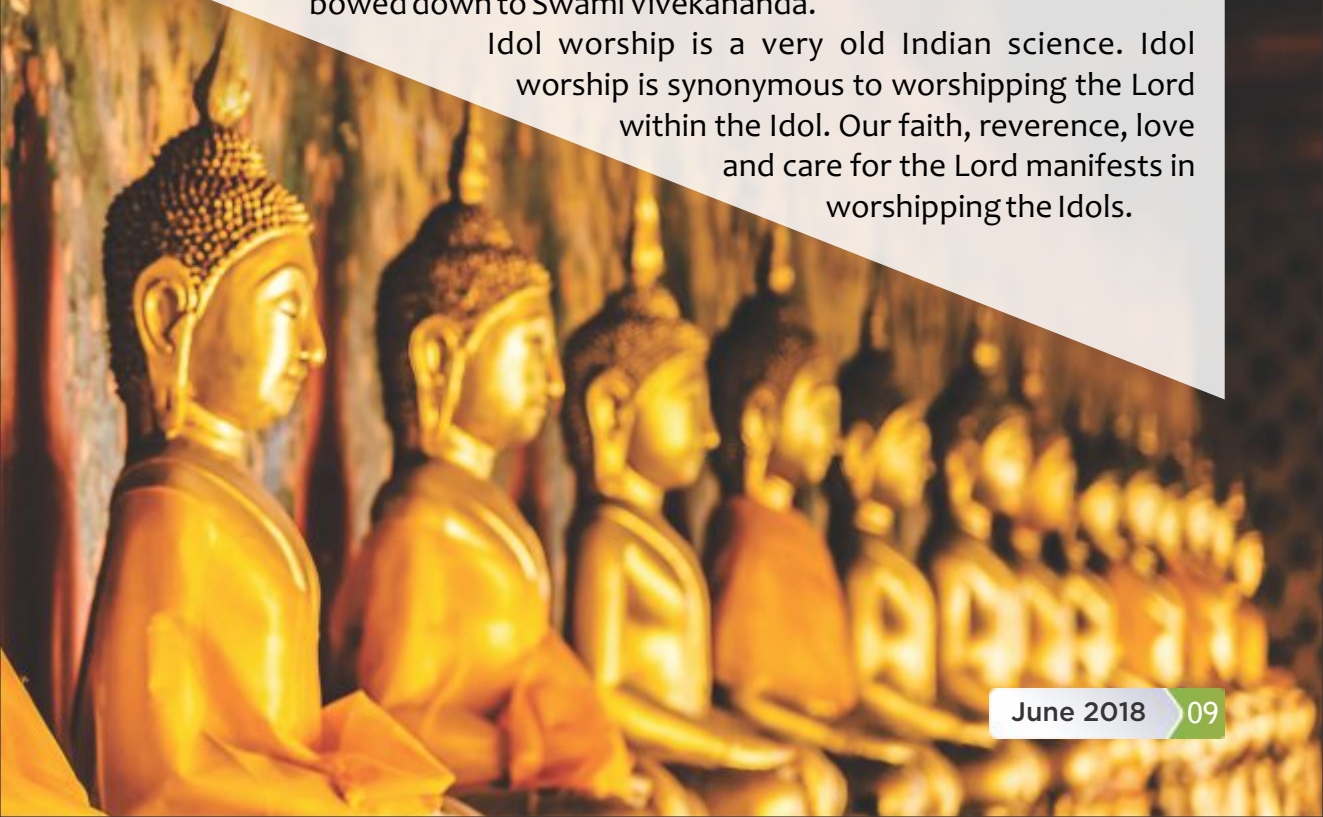 bowed down to Swami Vivekananda.
Idol worship is a very old Indian science. Idol
worship is synonymous to worshipping the Lord
within the Idol. Our faith, reverence, love
and care for the Lord manifests in
worshipping the Idols.
June 2018 09